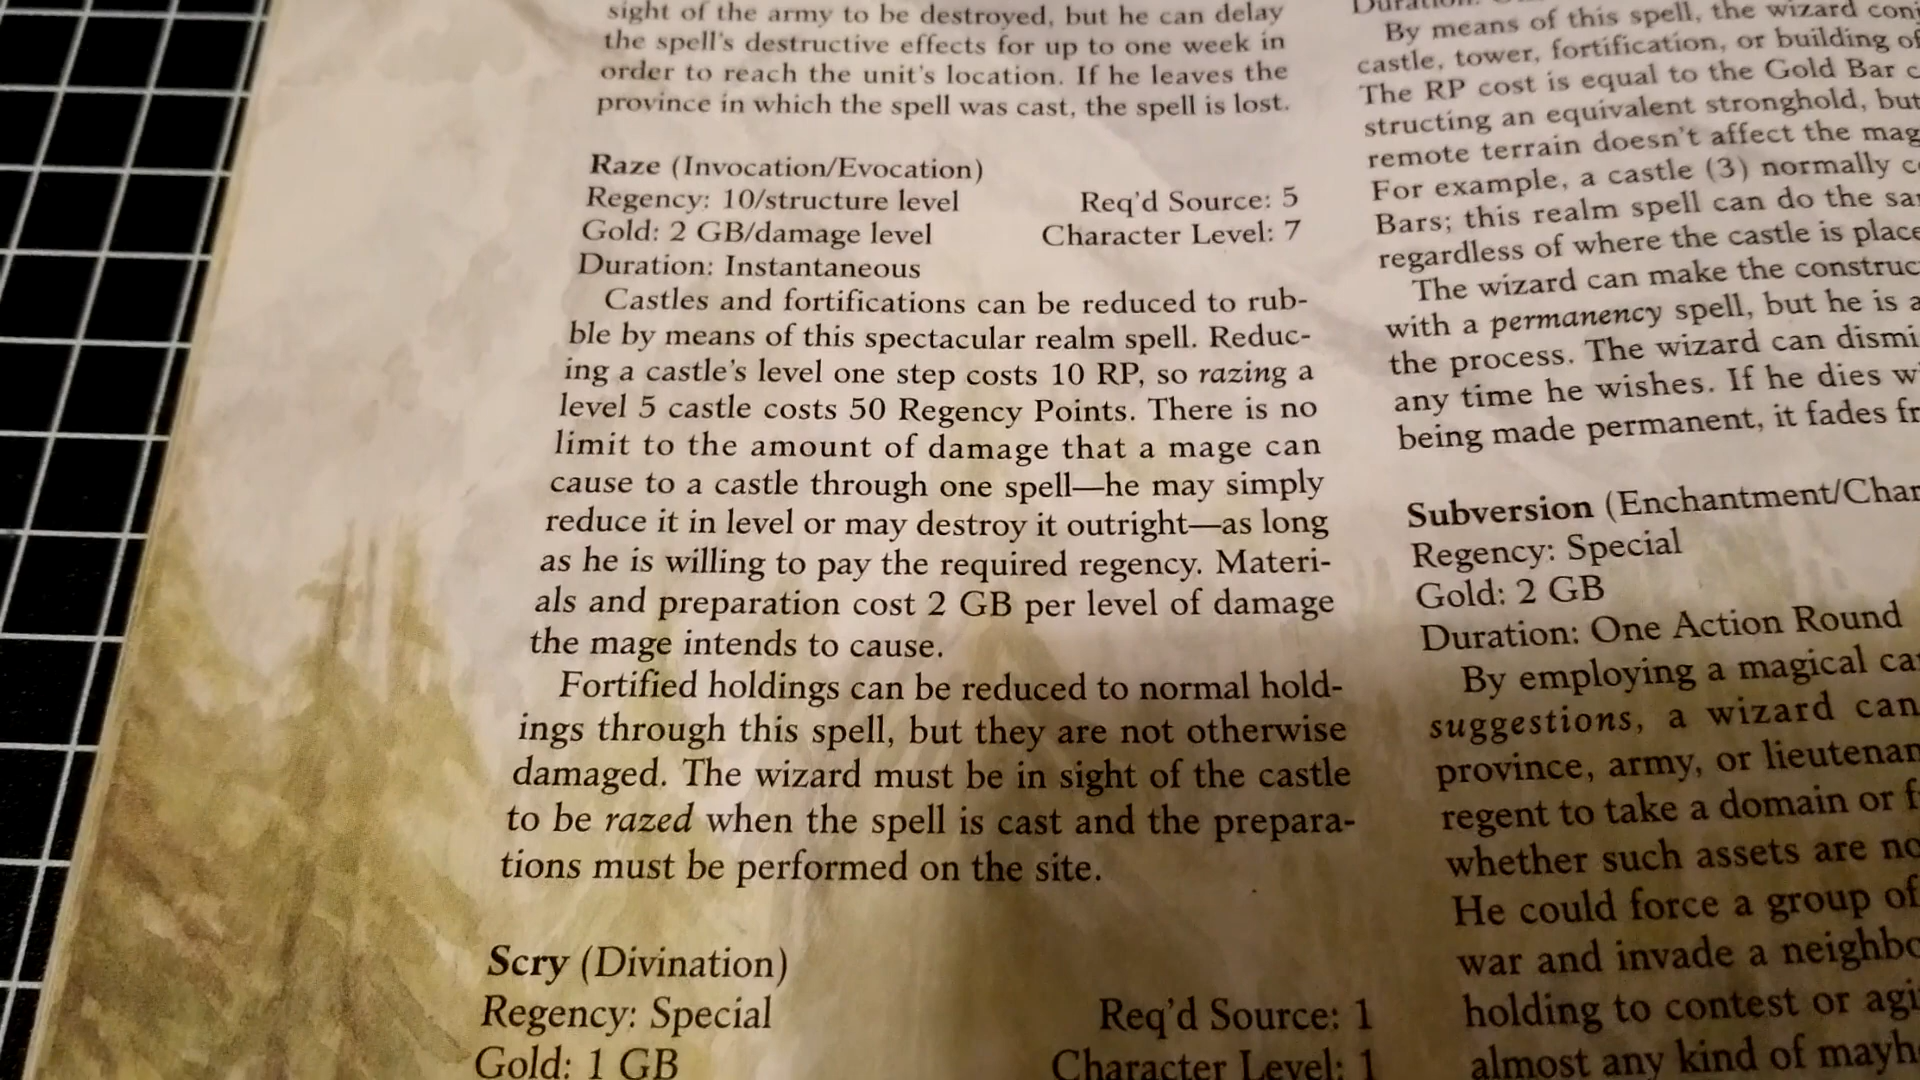 sight of the army to be destroyed, but he can delay
the spell's destructive effects for up to one week in
order to reach the unit's location. If he leaves the
province in which the spell was cast, the spell is lost.
Raze (Invocation/Evocation)
Regency: 10/structure level Req'd Source: 5
Gold: 2 GB/damage level Character Level: 7
Duration: Instantaneous
Castles and fortifications can be reduced to rub-
ble by means of this spectacular realm spell. Reduc-
ing a castle's level one step costs 10 RP, so razing a
level 5 castle costs 50 Regency Points. There is no
limit to the amount of damage that a mage can
cause to a castle through one spell—he may simply
reduce it in level or may destroy it outright—as long
as he is willing to pay the required regency. Materi-
als and preparation cost 2 GB per level of damage
the mage intends to cause.
Fortified holdings can be reduced to normal hold-
ings through this spell, but they are not otherwise
damaged. The wizard must be in sight of the castle
to be razed when the spell is cast and the prepara-
tions must be performed on the site.
Scry (Divination)
Regency: Special Req'd Source: 1
Gold: 1 GB Character Level: 1
Duration:
By means of this spell, the wizard
castle, tower, fortification, or building of
The RP cost is equal to the Gold Bar
structing an equivalent stronghold, but
remote terrain doesn't affect the
For example, a castle (3) normally
Bars; this realm spell can do the
regardless of where the castle is
The wizard can make the
with a permanency spell, but he is
the process. The wizard can
any time he wishes. If he dies
being made permanent, it fades
Subversion (Enchantment/
Regency: Special
Gold: 2 GB
Duration: One Action Round
By employing a magical
suggestions, a wizard can
province, army, or
regent to take a domain or
whether such assets are
He could force a group of
war and invade a
holding to contest or
almost any kind of